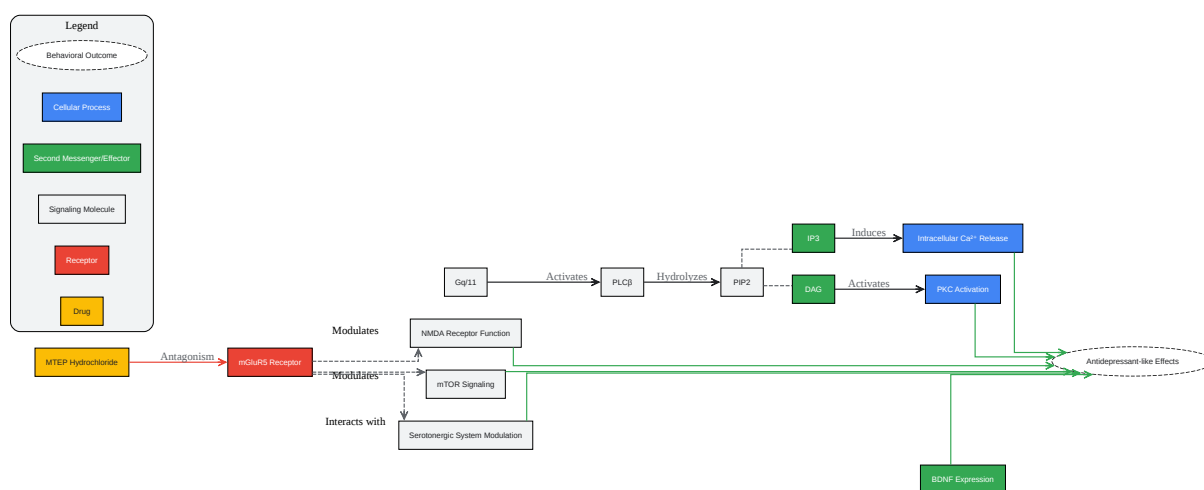 Legend
Behavioral Outcome
Cellular Process
Second Messenger/Effector
Signaling Molecule
Receptor
Drug
IP3
Induces
Intracellular Ca²⁺ Release
Gq/11
Activates
PLCβ
Hydrolyzes
PIP2
DAG
Activates
PKC Activation
Modulates
NMDA Receptor Function
MTEP Hydrochloride
Antagonism
mGluR5 Receptor
Antidepressant-like Effects
Modulates
mTOR Signaling
Interacts with
Serotonergic System Modulation
BDNF Expression